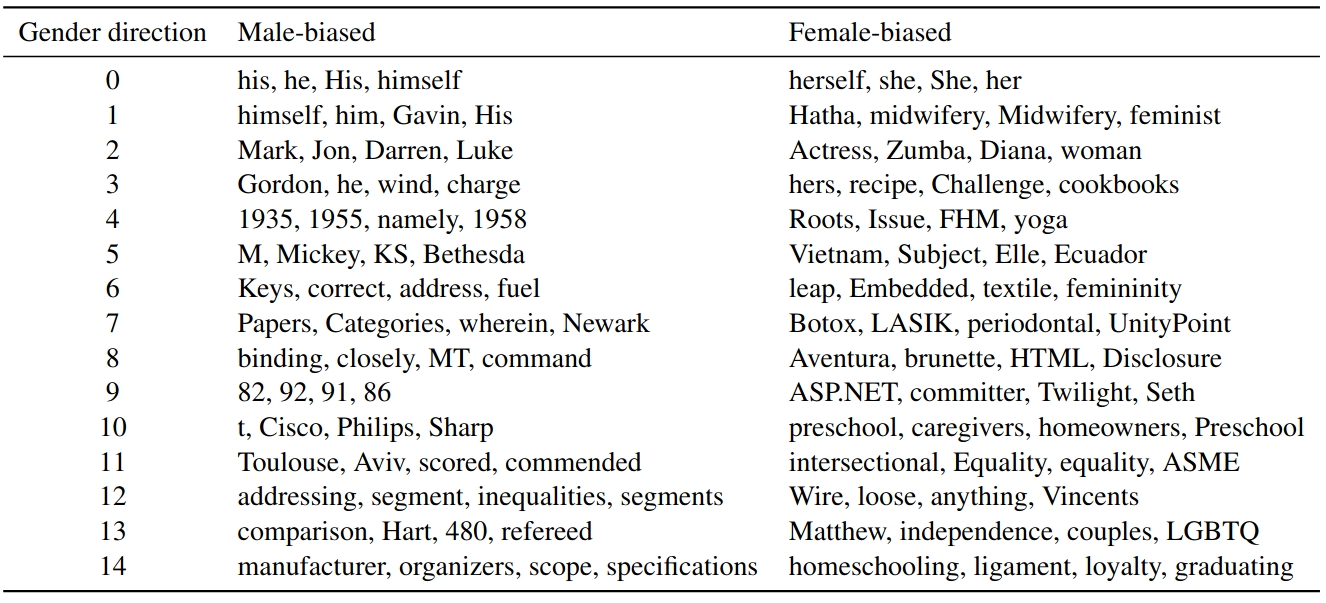 Gender direction Male-biased Female-biased
0 his, he, His, himself herself, she, She, her
1 himself, him, Gavin, His Hatha, midwifery, Midwifery, feminist
2 Mark, Jon, Darren, Luke Actress, Zumba, Diana, woman
3 Gordon, he, wind, charge hers, recipe, Challenge, cookbooks
4 1935, 1955, namely, 1958 Roots, Issue, FHM, yoga
5 M, Mickey, KS, Bethesda Vietnam, Subject, Elle, Ecuador
6 Keys, correct, address, fuel leap, Embedded, textile, femininity
7 Papers, Categories, wherein, Newark Botox, LASIK, periodontal, UnityPoint
8 binding, closely, MT, command Aventura, brunette, HTML, Disclosure
9 82, 92, 91, 86 ASP.NET, committer, Twilight, Seth
10 t, Cisco, Philips, Sharp preschool, caregivers, homeowners, Preschool
11 Toulouse, Aviv, scored, commended intersectional, Equality, equality, ASME
12 addressing, segment, inequalities, segments Wire, loose, anything, Vincents
13 comparison, Hart, 480, refereed Matthew, independence, couples, LGBTQ
14 manufacturer, organizers, scope, specifications homeschooling, ligament, loyalty, graduating